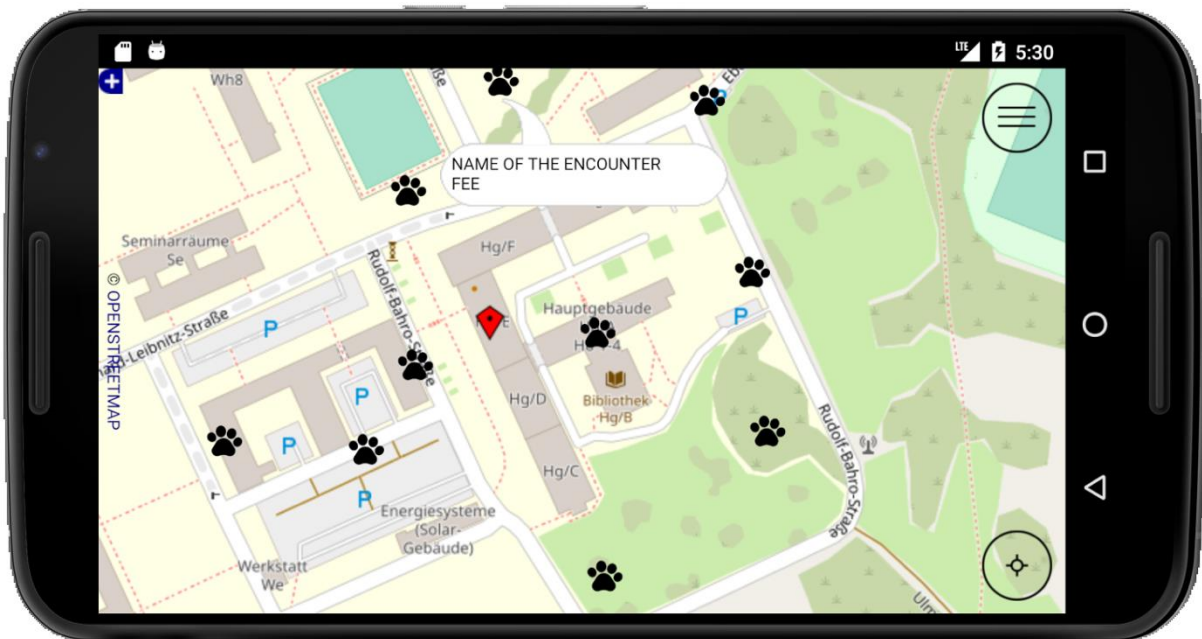 LTE 5:30
Wh8
P
NAME OF THE ENCOUNTER
FEE
Seminarräume
Se
Hg/F
Rudolf-Bahro-Straße
Hauptgebäude
P
P
© OPENSTREETMAP
P
Hg/D
Bibliothek
Hg/B
P
Rudolf-Bahro-Straße
Hg/C
P
Energiesysteme
(Solar-
Gebäude)
Werkstatt
We